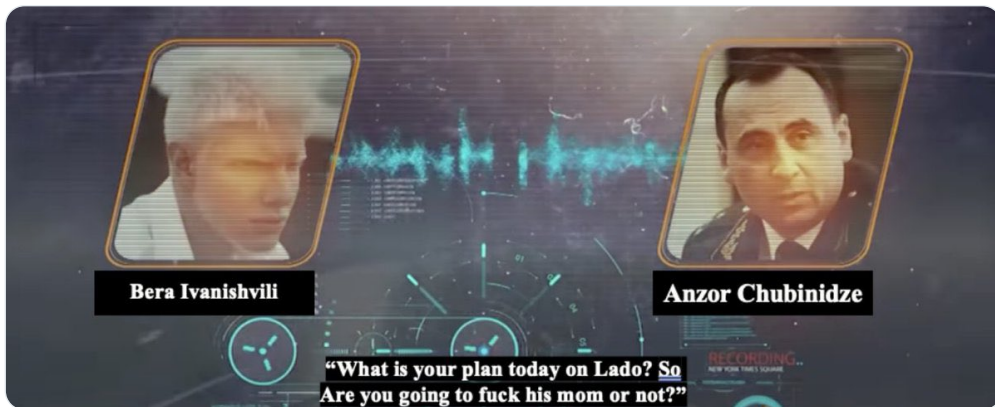 Bera Ivanishvili
Anzor Chubinidze
RECORDING..
NEW YORK TIMES SQUARE
“What is your plan today on Lado? So
Are you going to fuck his mom or not?”